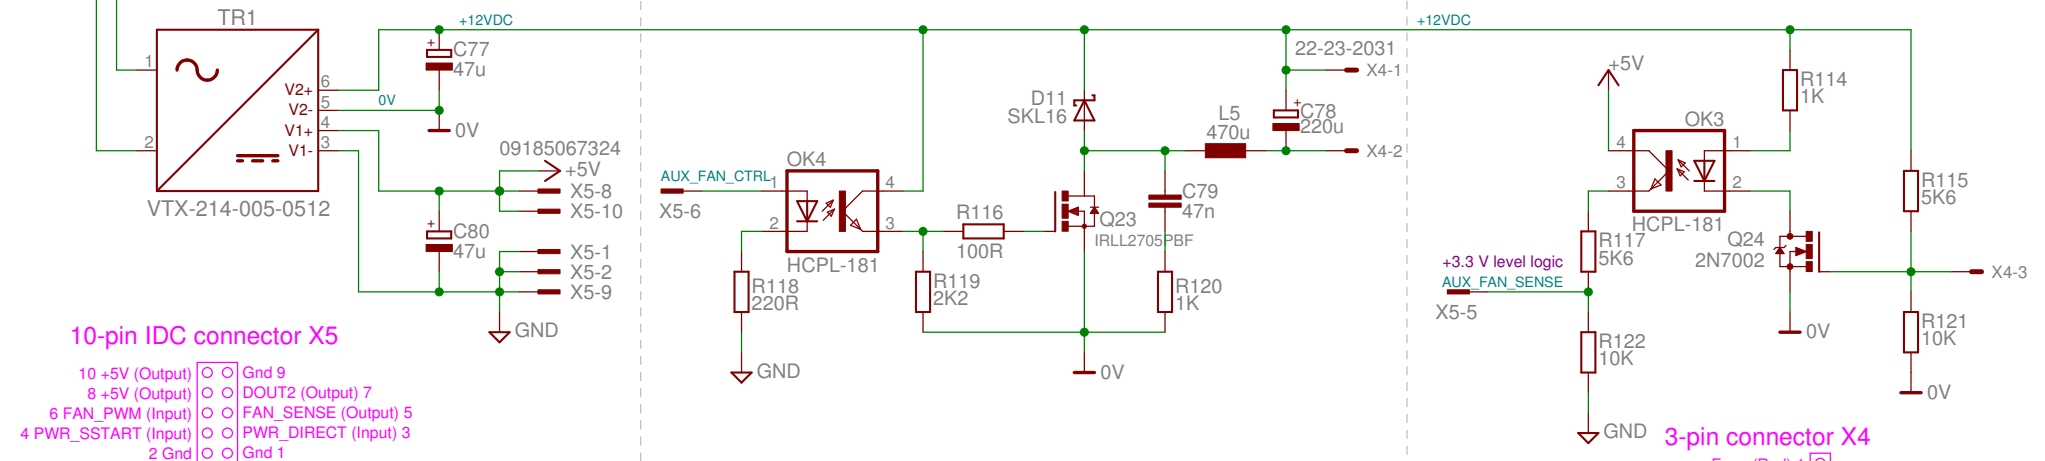 TR1
1
2
V2+
V2-
V1+
V1-
6
5
4
3
VTX-214-005-0512
+12VDC
+
C77
47u
0V
0V
09185067324
+5V
X5-8
X5-10
+
C80
47u
X5-1
X5-2
X5-9
GND
10-pin IDC connector X5
10 +5V (Output)
Gnd 9
8 +5V (Output)
DOUT2 (Output) 7
6 FAN_PWM (Input)
FAN_SENSE (Output) 5
4 PWR_SSTART (Input)
PWR_DIRECT (Input) 3
2 Gnd
Gnd 1
AUX_FAN_CTRL
X5-6
OK4
1
2
4
3
HCPL-181
R118
220R
GND
R116
100R
R119
2K2
D11
SKL16
Q23
IRLL2705PBF
C79
47n
R120
1K
0V
L5
470u
22-23-2031
X4-1
+
C78
220u
X4-2
+12VDC
+5V
R114
1K
OK3
4
3
1
2
HCPL-181
R117
5K6
+3.3 V level logic
AUX_FAN_SENSE
X5-5
R122
10K
GND
Q24
2N7002
0V
R115
5K6
X4-3
R121
10K
0V
3-pin connector X4